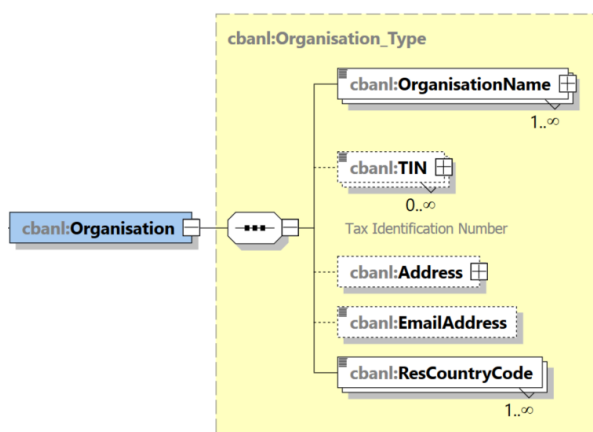 cbanl:Organisation_Type
cbanl:OrganisationName
1..∞
cbanl:TIN
0..∞
Tax Identification Number
cbanl:Organisation
cbanl:Address
cbanl:EmailAddress
cbanl:ResCountryCode
1..∞